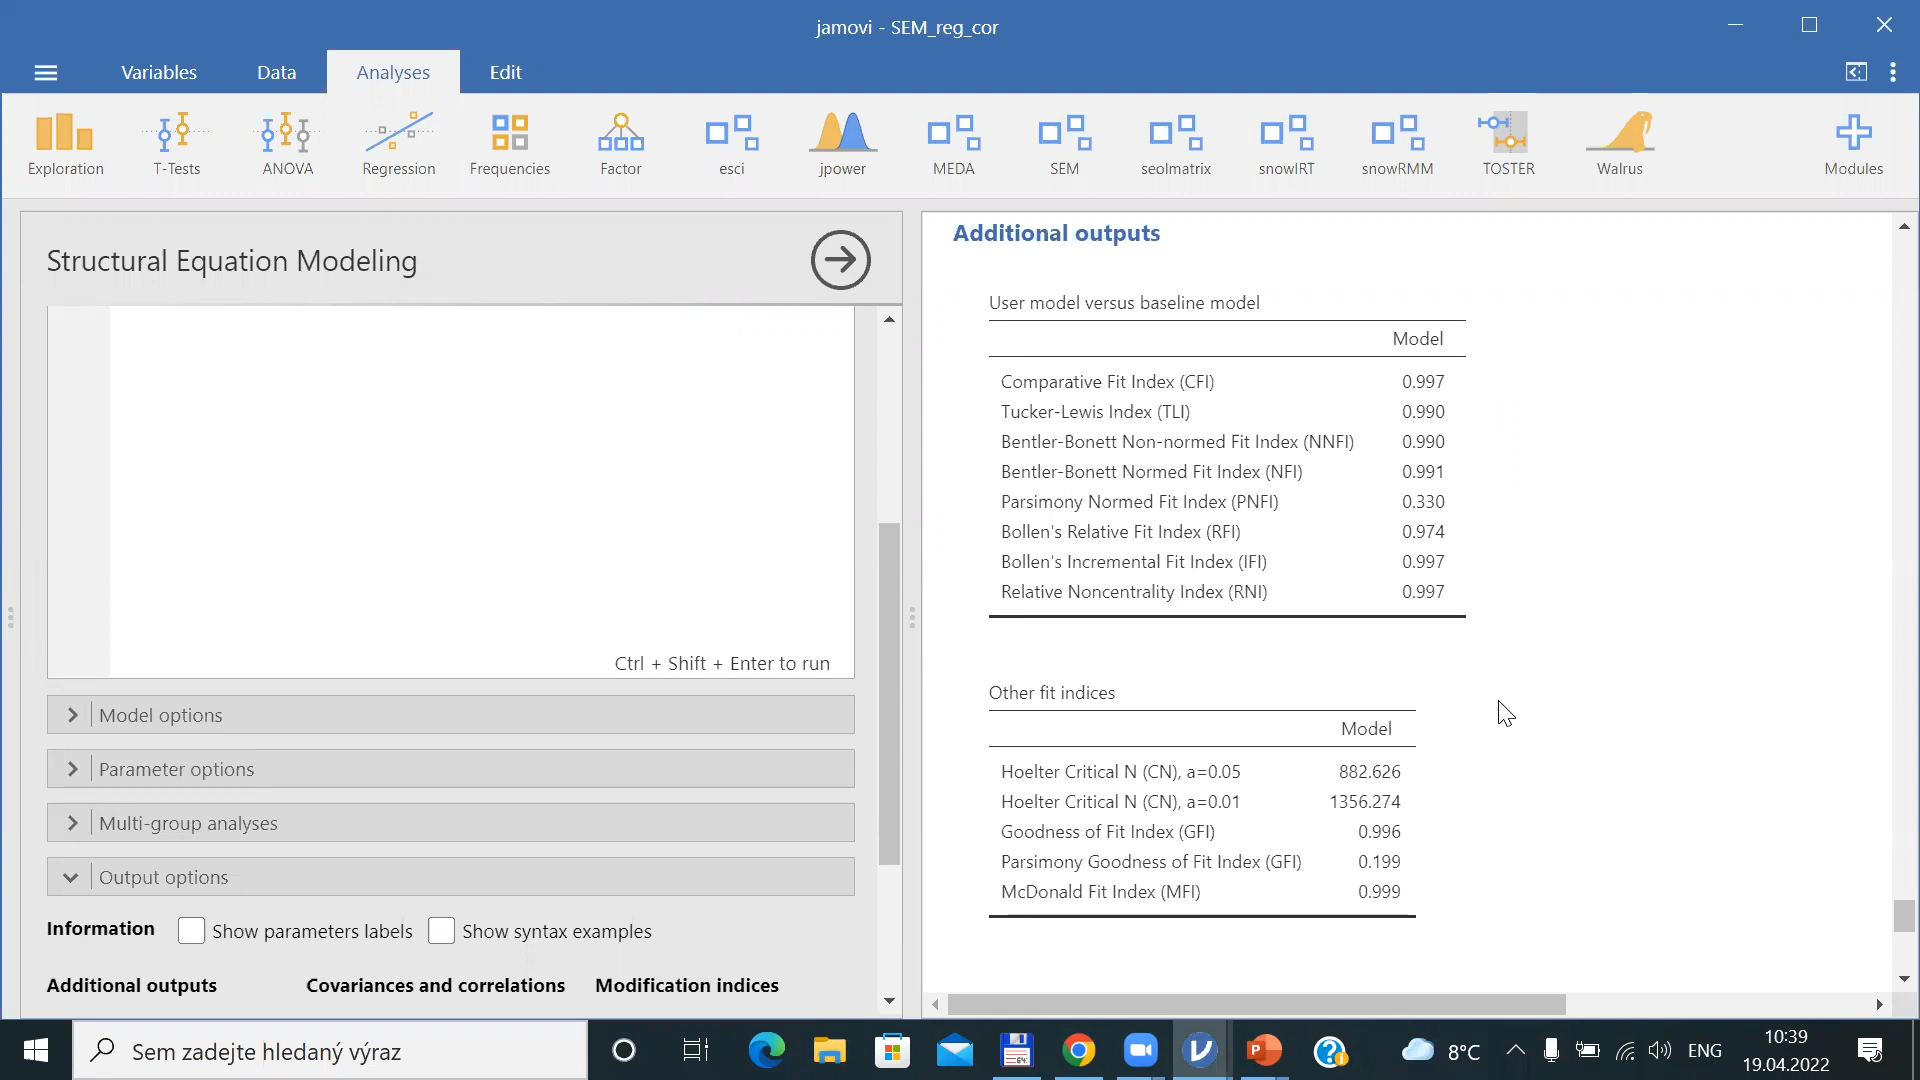 jamovi - SEM_reg_cor
Variables
Data
Analyses
Edit
Exploration
T-Tests
ANOVA
Regression
Frequencies
Factor
esci
jpower
MEDA
SEM
seolmatrix
snowIRT
snowRMM
TOSTER
Walrus
Modules
Structural Equation Modeling
Ctrl + Shift + Enter to run
Model options
Parameter options
Multi-group analyses
Output options
Information
Show parameters labels
Show syntax examples
Additional outputs
Covariances and correlations
Modification indices
Additional outputs
User model versus baseline model
Model
Comparative Fit Index (CFI) 0.997
Tucker-Lewis Index (TLI) 0.990
Bentler-Bonett Non-normed Fit Index (NNFI) 0.990
Bentler-Bonett Normed Fit Index (NFI) 0.991
Parsimony Normed Fit Index (PNFI) 0.330
Bollen's Relative Fit Index (RFI) 0.974
Bollen's Incremental Fit Index (IFI) 0.997
Relative Noncentrality Index (RNI) 0.997
Other fit indices
Model
Hoelter Critical N (CN), a=0.05 882.626
Hoelter Critical N (CN), a=0.01 1356.274
Goodness of Fit Index (GFI) 0.996
Parsimony Goodness of Fit Index (GFI) 0.199
McDonald Fit Index (MFI) 0.999
Sem zadejte hledaný výraz
64
8°C
ENG
10:39
19.04.2022